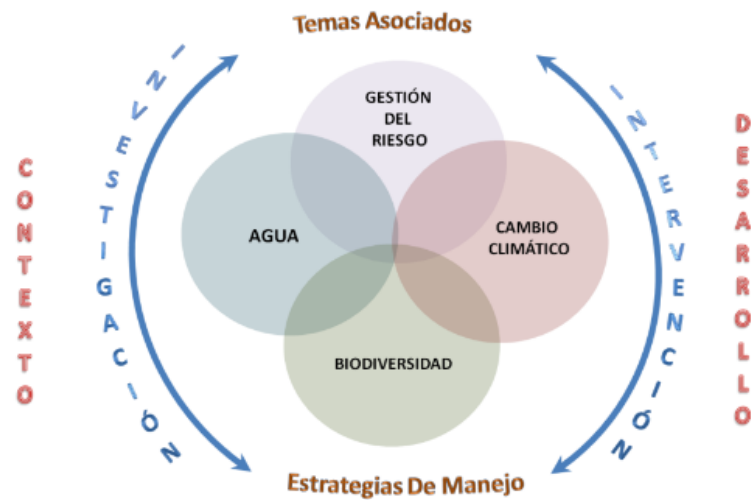 Temas Asociados
CONTEXTO
INVESTIGACIÓN
GESTIÓN
DEL
RIESGO
AGUA
CAMBIO
CLIMÁTICO
BIODIVERSIDAD
INTERVENCIÓN
DESARROLLO
Estrategias De Manejo